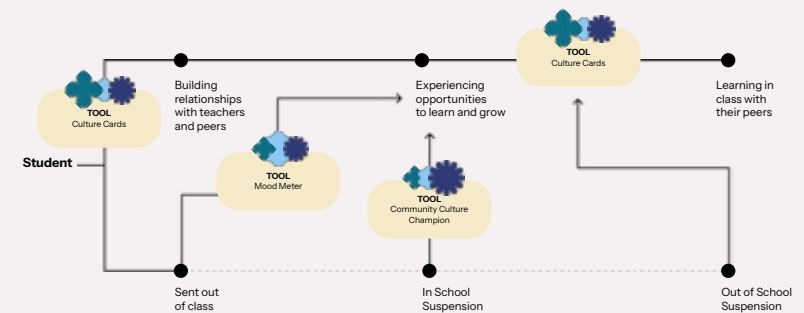 TOOL
Culture Cards
TOOL
Culture Cards
Building
relationships
with teachers
and peers
Experiencing
opportunities
to learn and grow
Learning in
class with
their peers
Student
TOOL
Mood Meter
TOOL
Community Culture
Champion
Sent out
of class
In School
Suspension
Out of School
Suspension